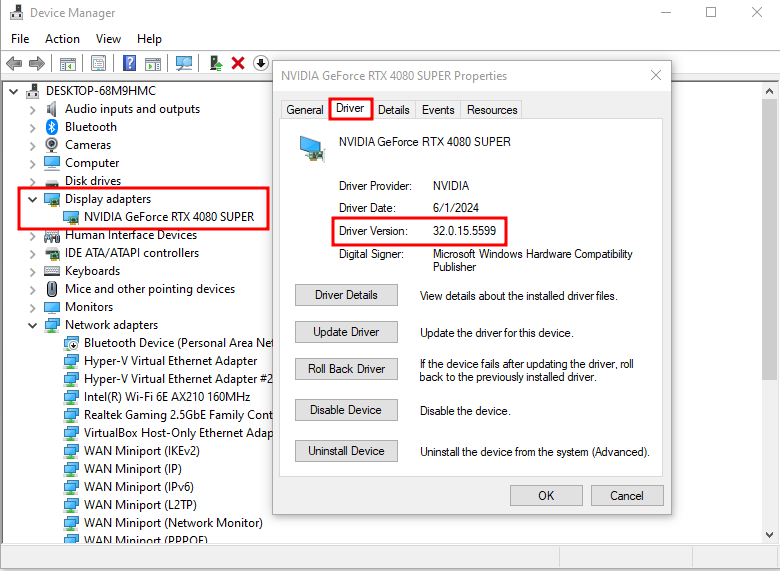 Device Manager
File Action View Help
DESKTOP-68M9HMC
Audio inputs and outputs
Bluetooth
Cameras
Computer
Disk drives
Display adapters
NVIDIA GeForce RTX 4080 SUPER
Human Interface Devices
IDE ATA/ATAPI controllers
Keyboards
Mice and other pointing devices
Monitors
Network adapters
Bluetooth Device (Personal Area Net
Hyper-V Virtual Ethernet Adapter
Hyper-V Virtual Ethernet Adapter #2
Intel(R) Wi-Fi 6E AX210 160MHz
Realtek Gaming 2.5GbE Family Cont
VirtualBox Host-Only Ethernet Adap
WAN Miniport (IKEv2)
WAN Miniport (IP)
WAN Miniport (IPv6)
WAN Miniport (L2TP)
WAN Miniport (Network Monitor)
WAN Miniport (PPPOE)
NVIDIA GeForce RTX 4080 SUPER Properties
General Driver Details Events Resources
NVIDIA GeForce RTX 4080 SUPER
Driver Provider: NVIDIA
Driver Date: 6/1/2024
Driver Version: 32.0.15.5599
Digital Signer: Microsoft Windows Hardware Compatibility
Publisher
Driver Details View details about the installed driver files.
Update Driver Update the driver for this device.
Roll Back Driver If the device fails after updating the driver, roll
back to the previously installed driver.
Disable Device Disable the device.
Uninstall Device Uninstall the device from the system (Advanced).
OK Cancel